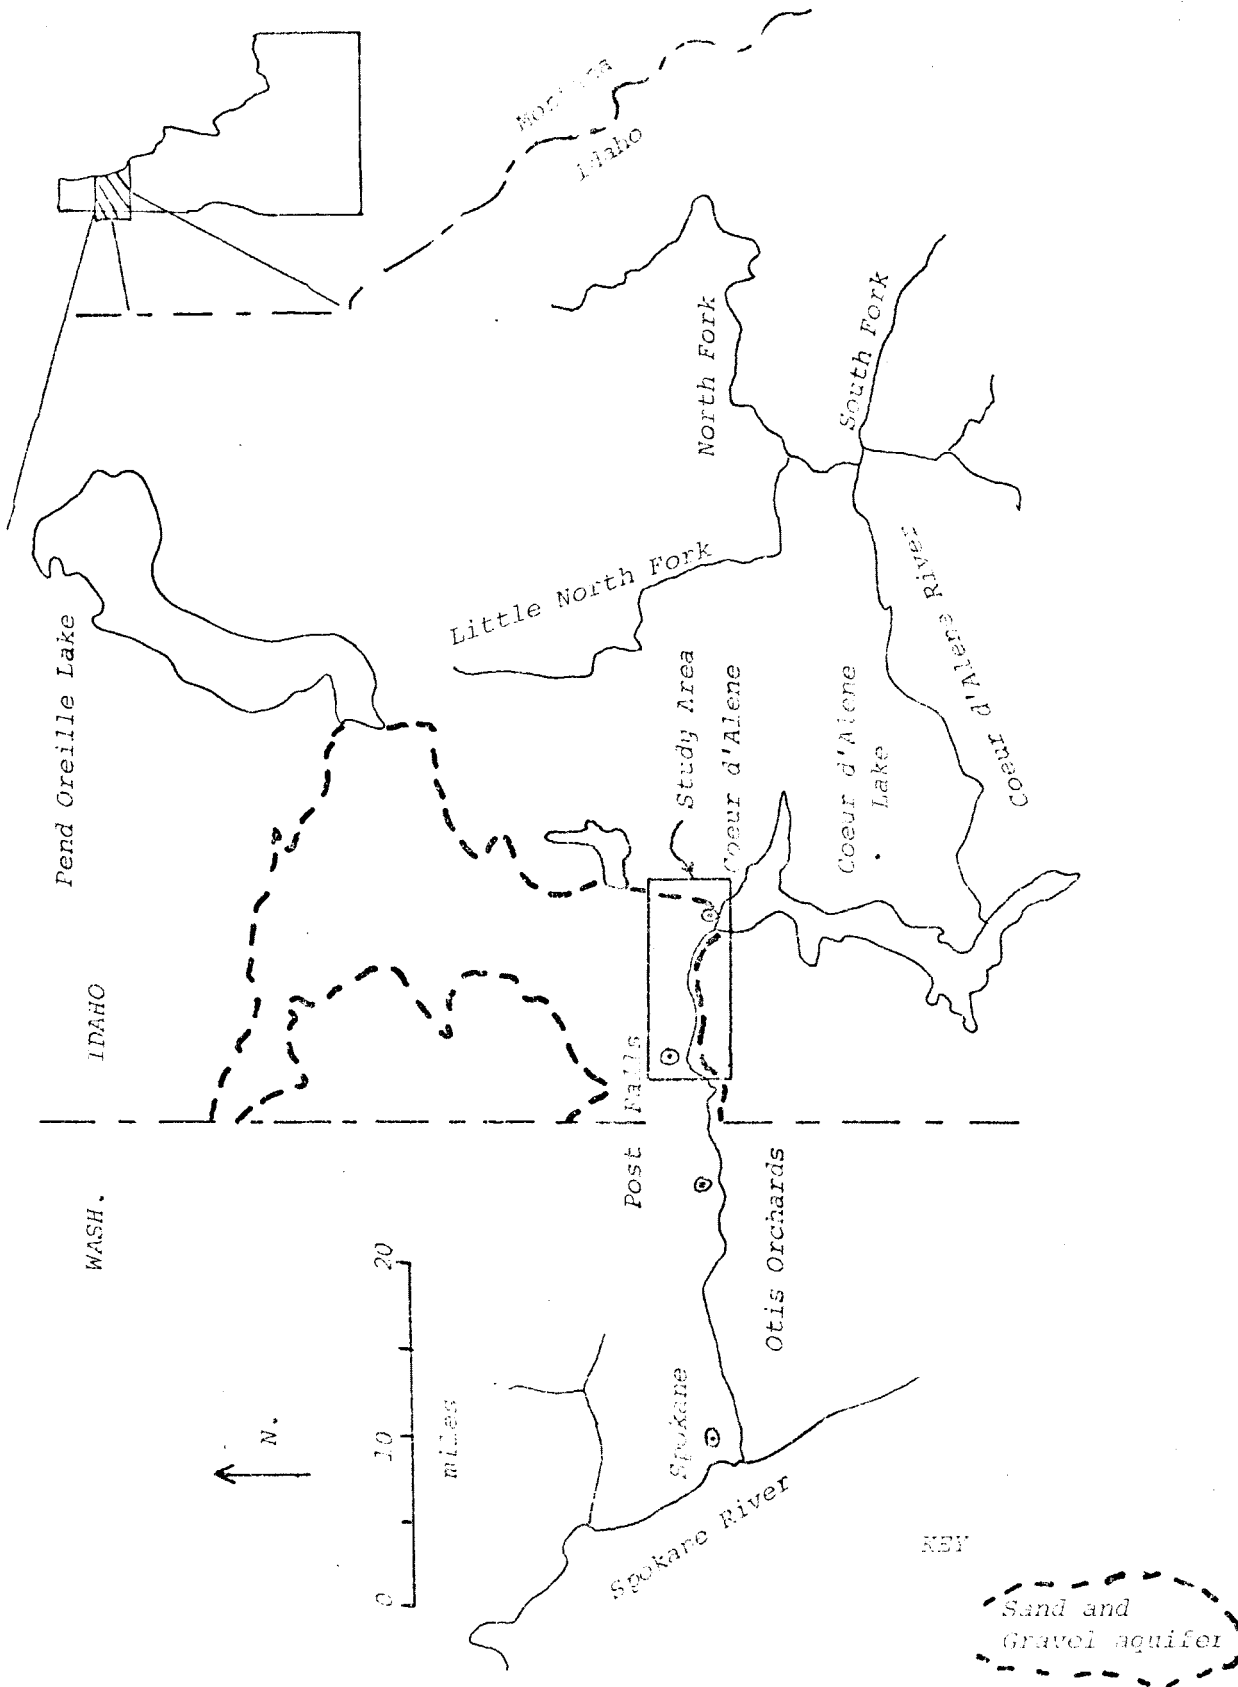 Montana
Idaho
North Fork
South Fork
Pend Oreille Lake
Little North Fork
Coeur d'Alene River
Study Area
Coeur d'Alene
Coeur d'Alene
Lake
IDAHO
WASH.
Post Falls
Otis Orchards
Spokane
Spokane River
N.
0 10 20
miles
KEY
Sand and
Gravel aquifer